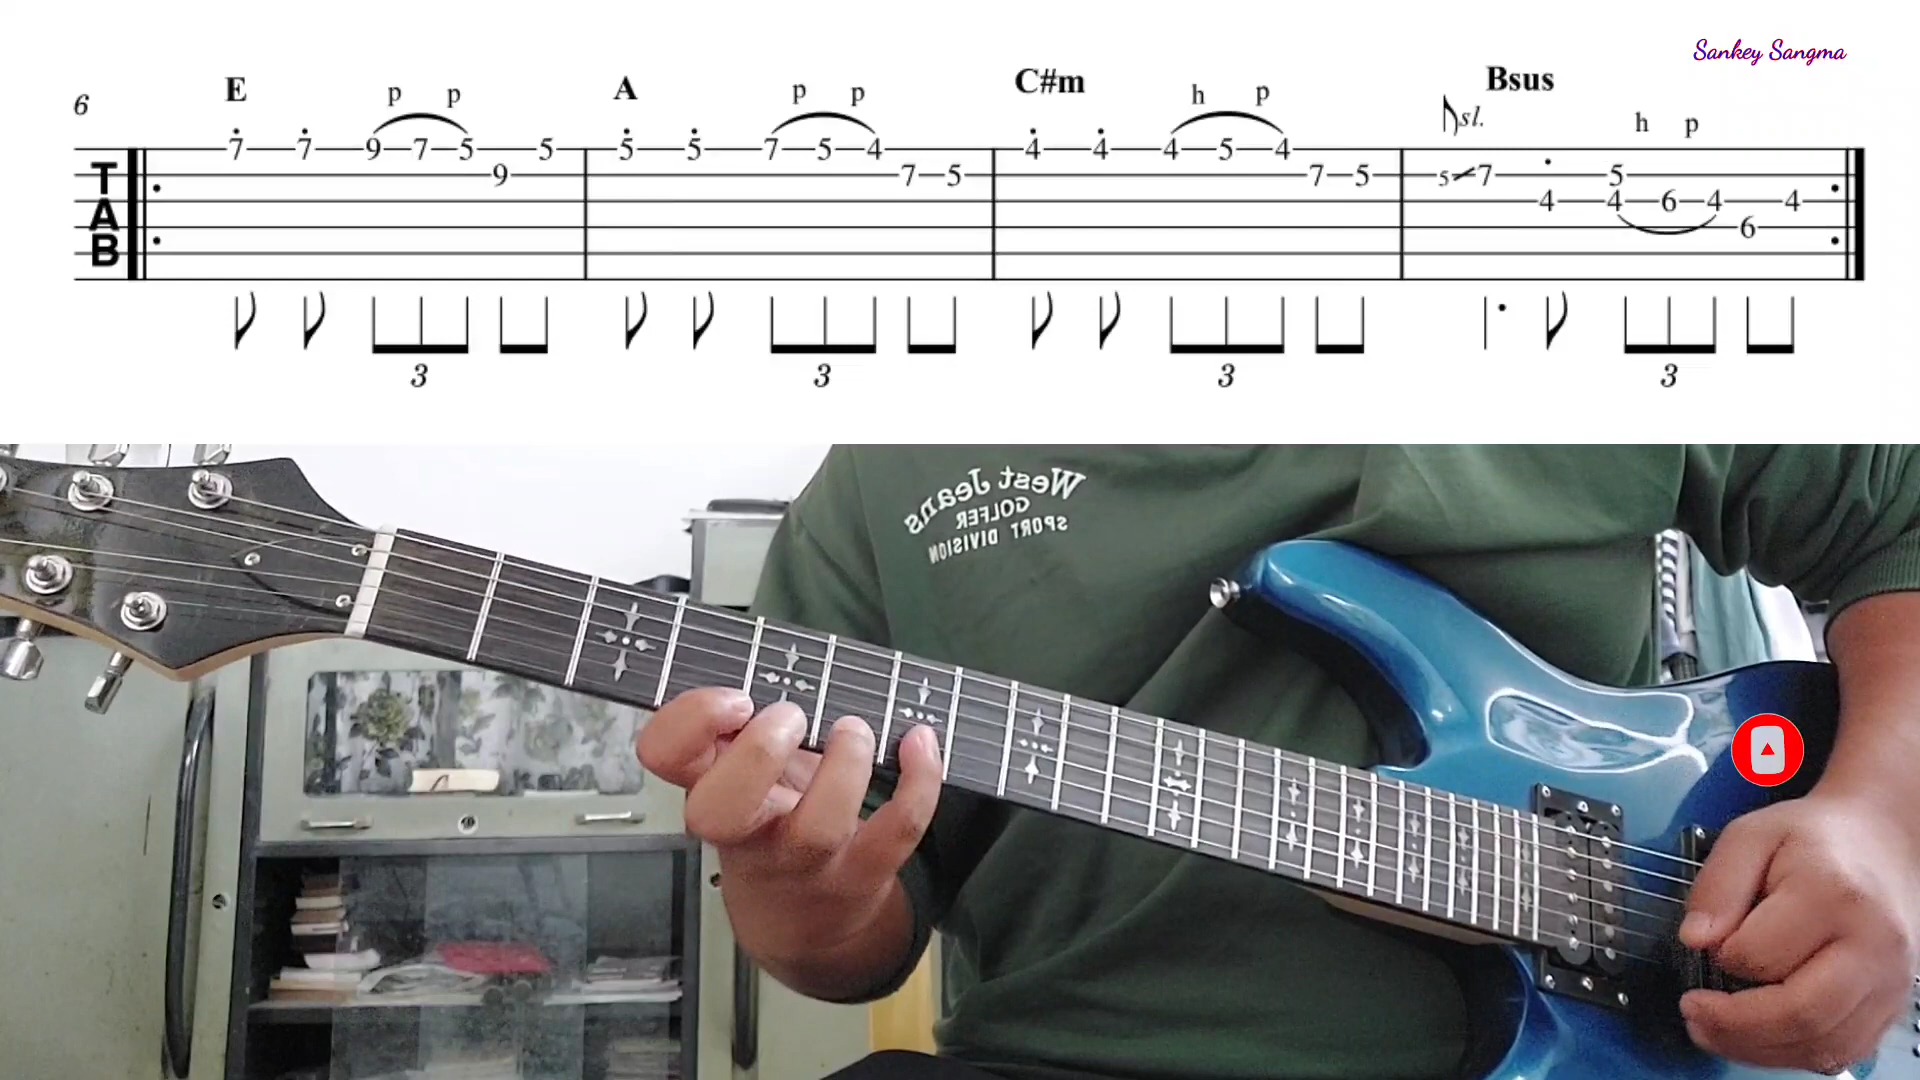 Sankey Sangma
6 E p p A p p C#m h p Bsus
sl. h p
7 7 9 7 5 5 5 5 7 5 4 4 4 4 5 4
T 9 7 5 7 5 5 7 5
A 4 4 6 4 4
6
B
3 3 3 3
West Jeans
GOLFER
SPORT DIVISION